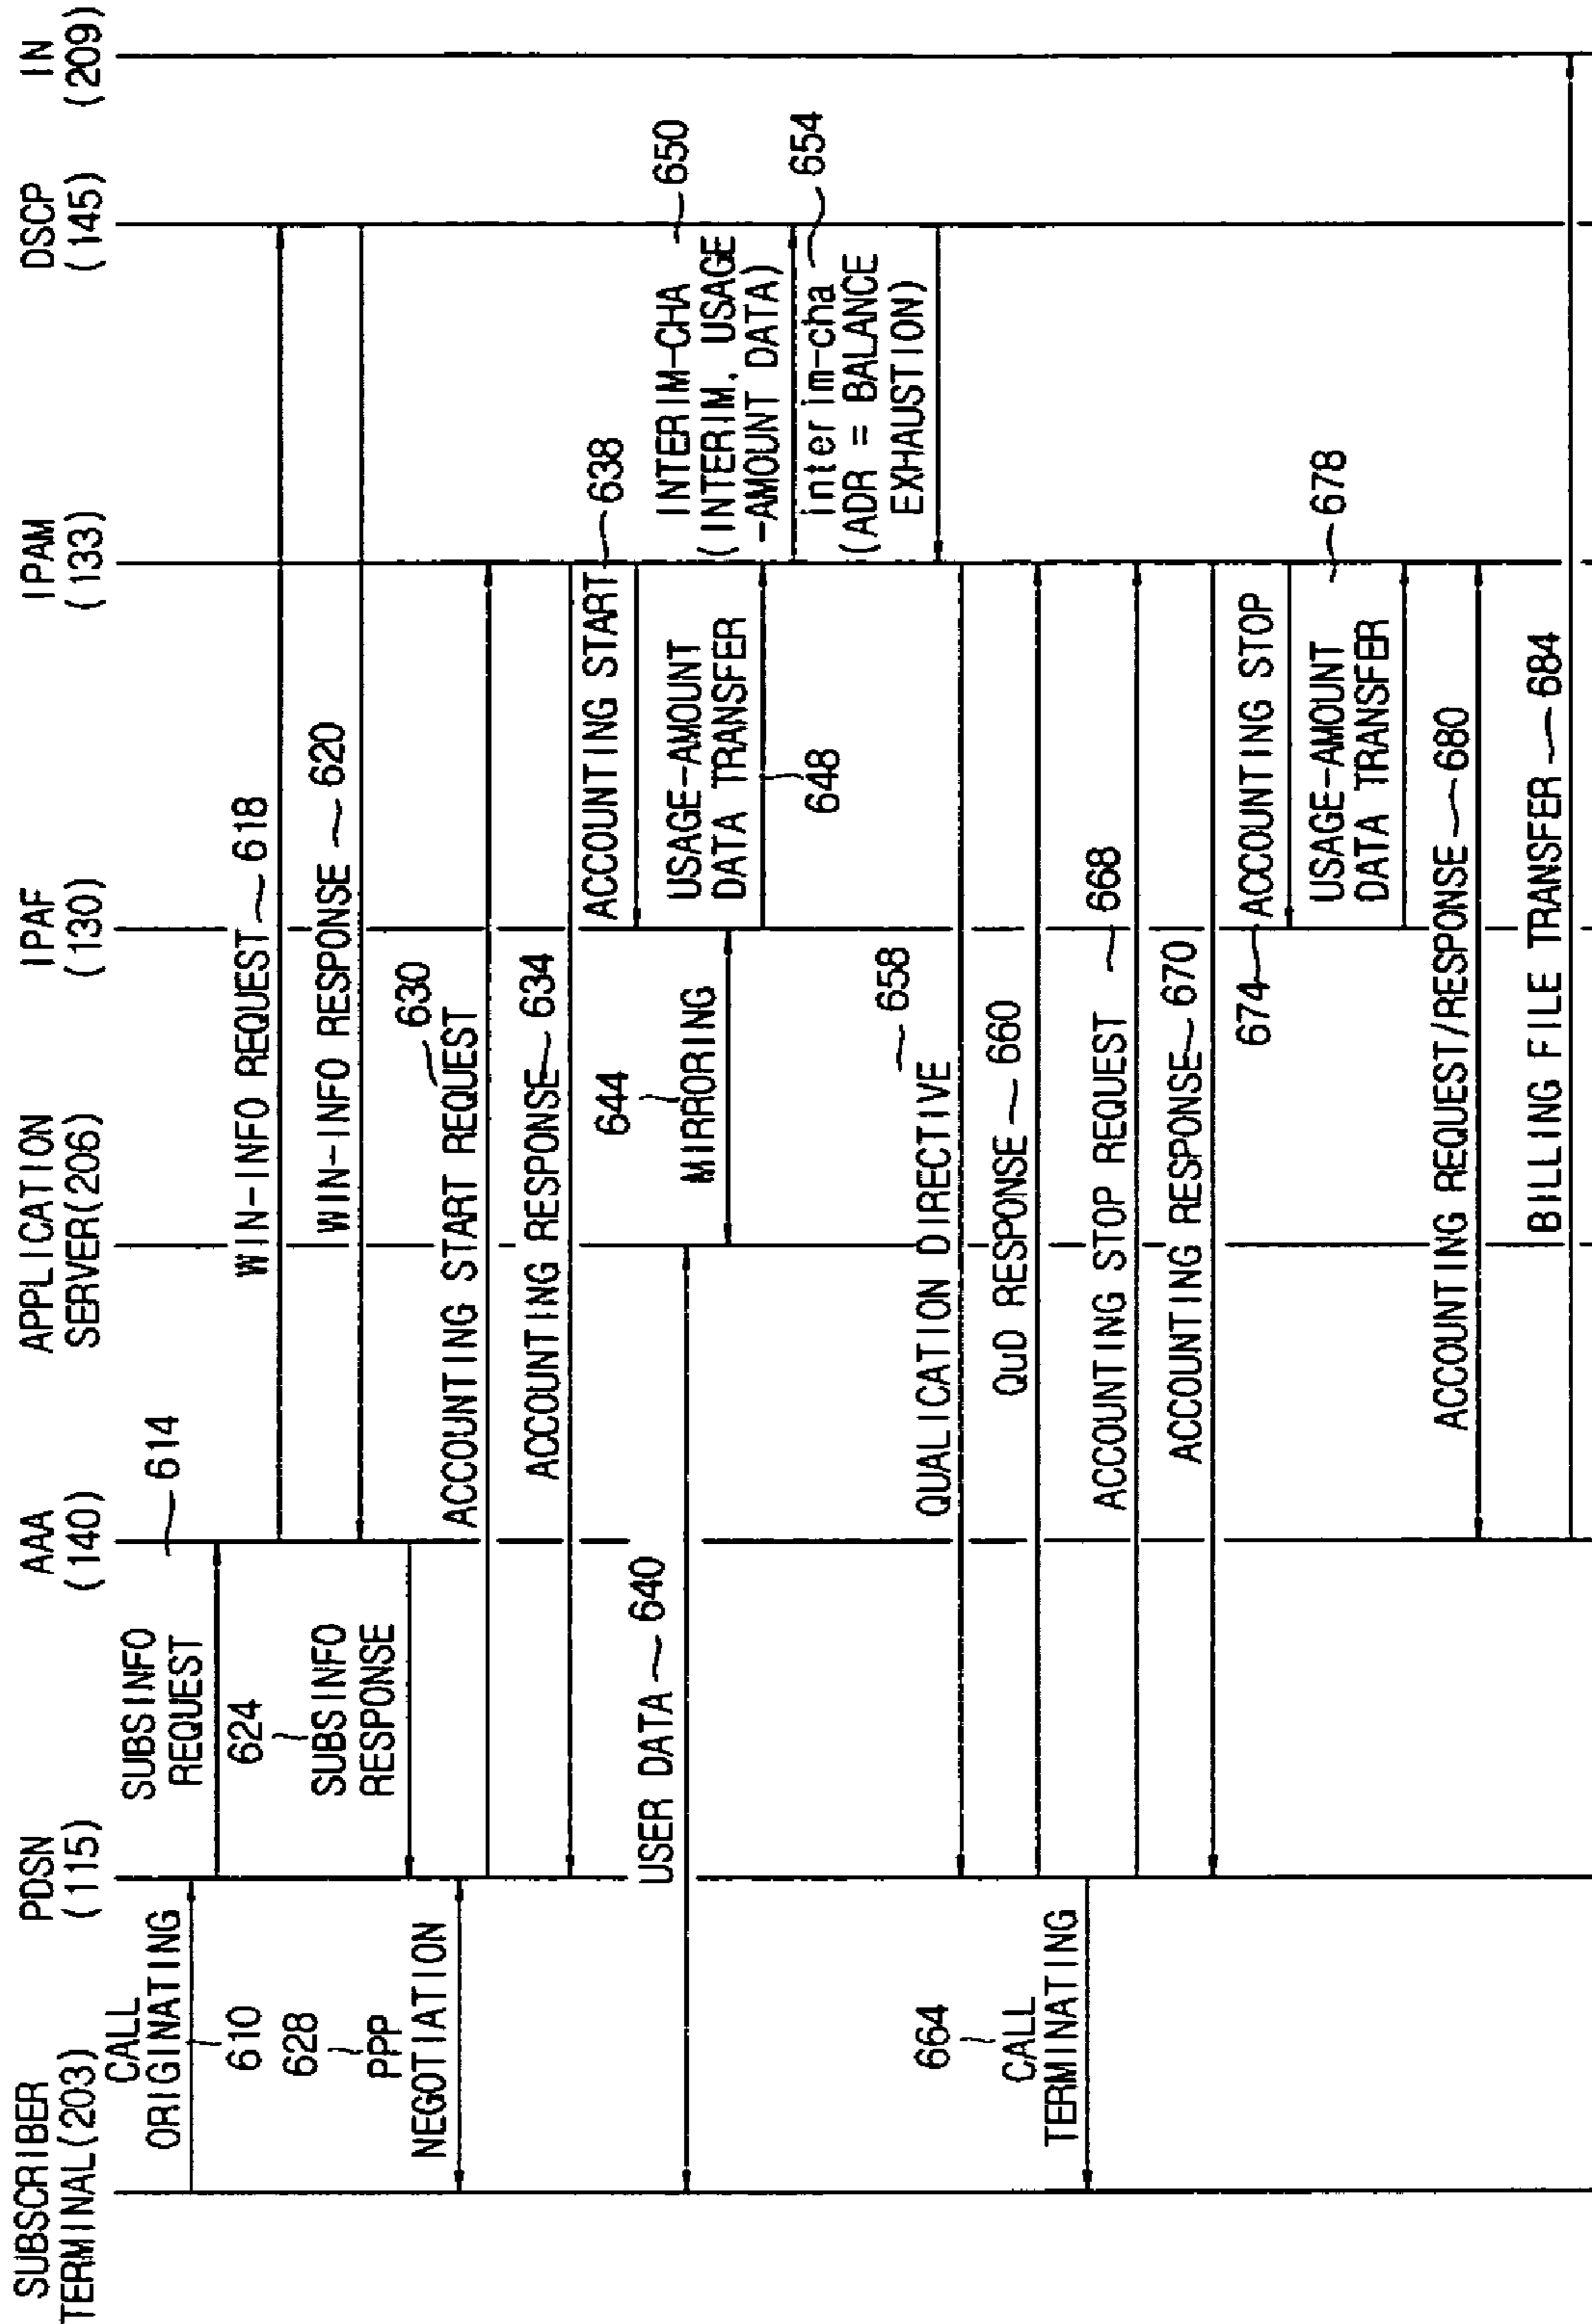 SUBSCRIBER
TERMINAL(203)
PDSN
(115)
AAA
(140)
APPLICATION
SERVER(206)
IPAF
(130)
IPAM
(133)
DSCP
(145)
IN
(209)
CALL
ORIGINATING
610
SUBSINFO
REQUEST
614
WIN-INFO REQUEST 618
WIN-INFO RESPONSE 620
624
SUBSINFO
RESPONSE
628
PPP
NEGOTIATION
630
ACCOUNTING START REQUEST
ACCOUNTING RESPONSE 634
ACCOUNTING START 638
USER DATA 640
644
MIRRORING
USAGE-AMOUNT
DATA TRANSFER
648
INTERIM-CHA 650
(INTERIM, USAGE
-AMOUNT DATA)
interim-cha 654
(ADR = BALANCE
EXHAUSTION)
QUALICATION DIRECTIVE 658
QuD RESPONSE 660
664
CALL
TERMINATING
ACCOUNTING STOP REQUEST 668
ACCOUNTING RESPONSE 670
674 ACCOUNTING STOP
USAGE-AMOUNT
DATA TRANSFER
678
ACCOUNTING REQUEST/RESPONSE 680
BILLING FILE TRANSFER 684